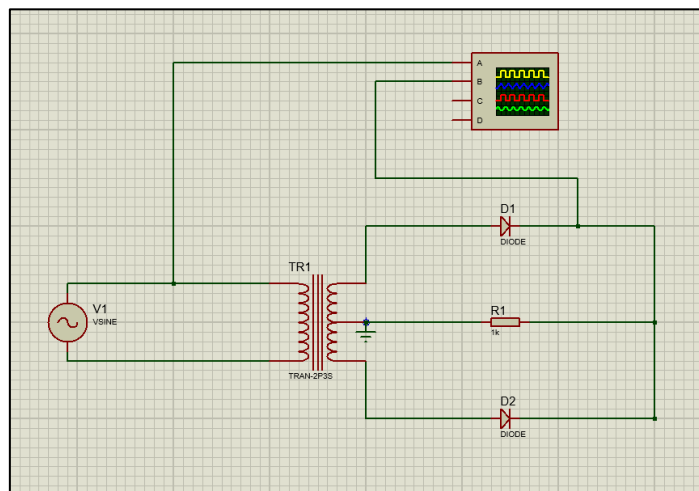 A
B
C
D
D1
DIODE
TR1
V1
VSINE
R1
1k
TRAN-2P3S
D2
DIODE